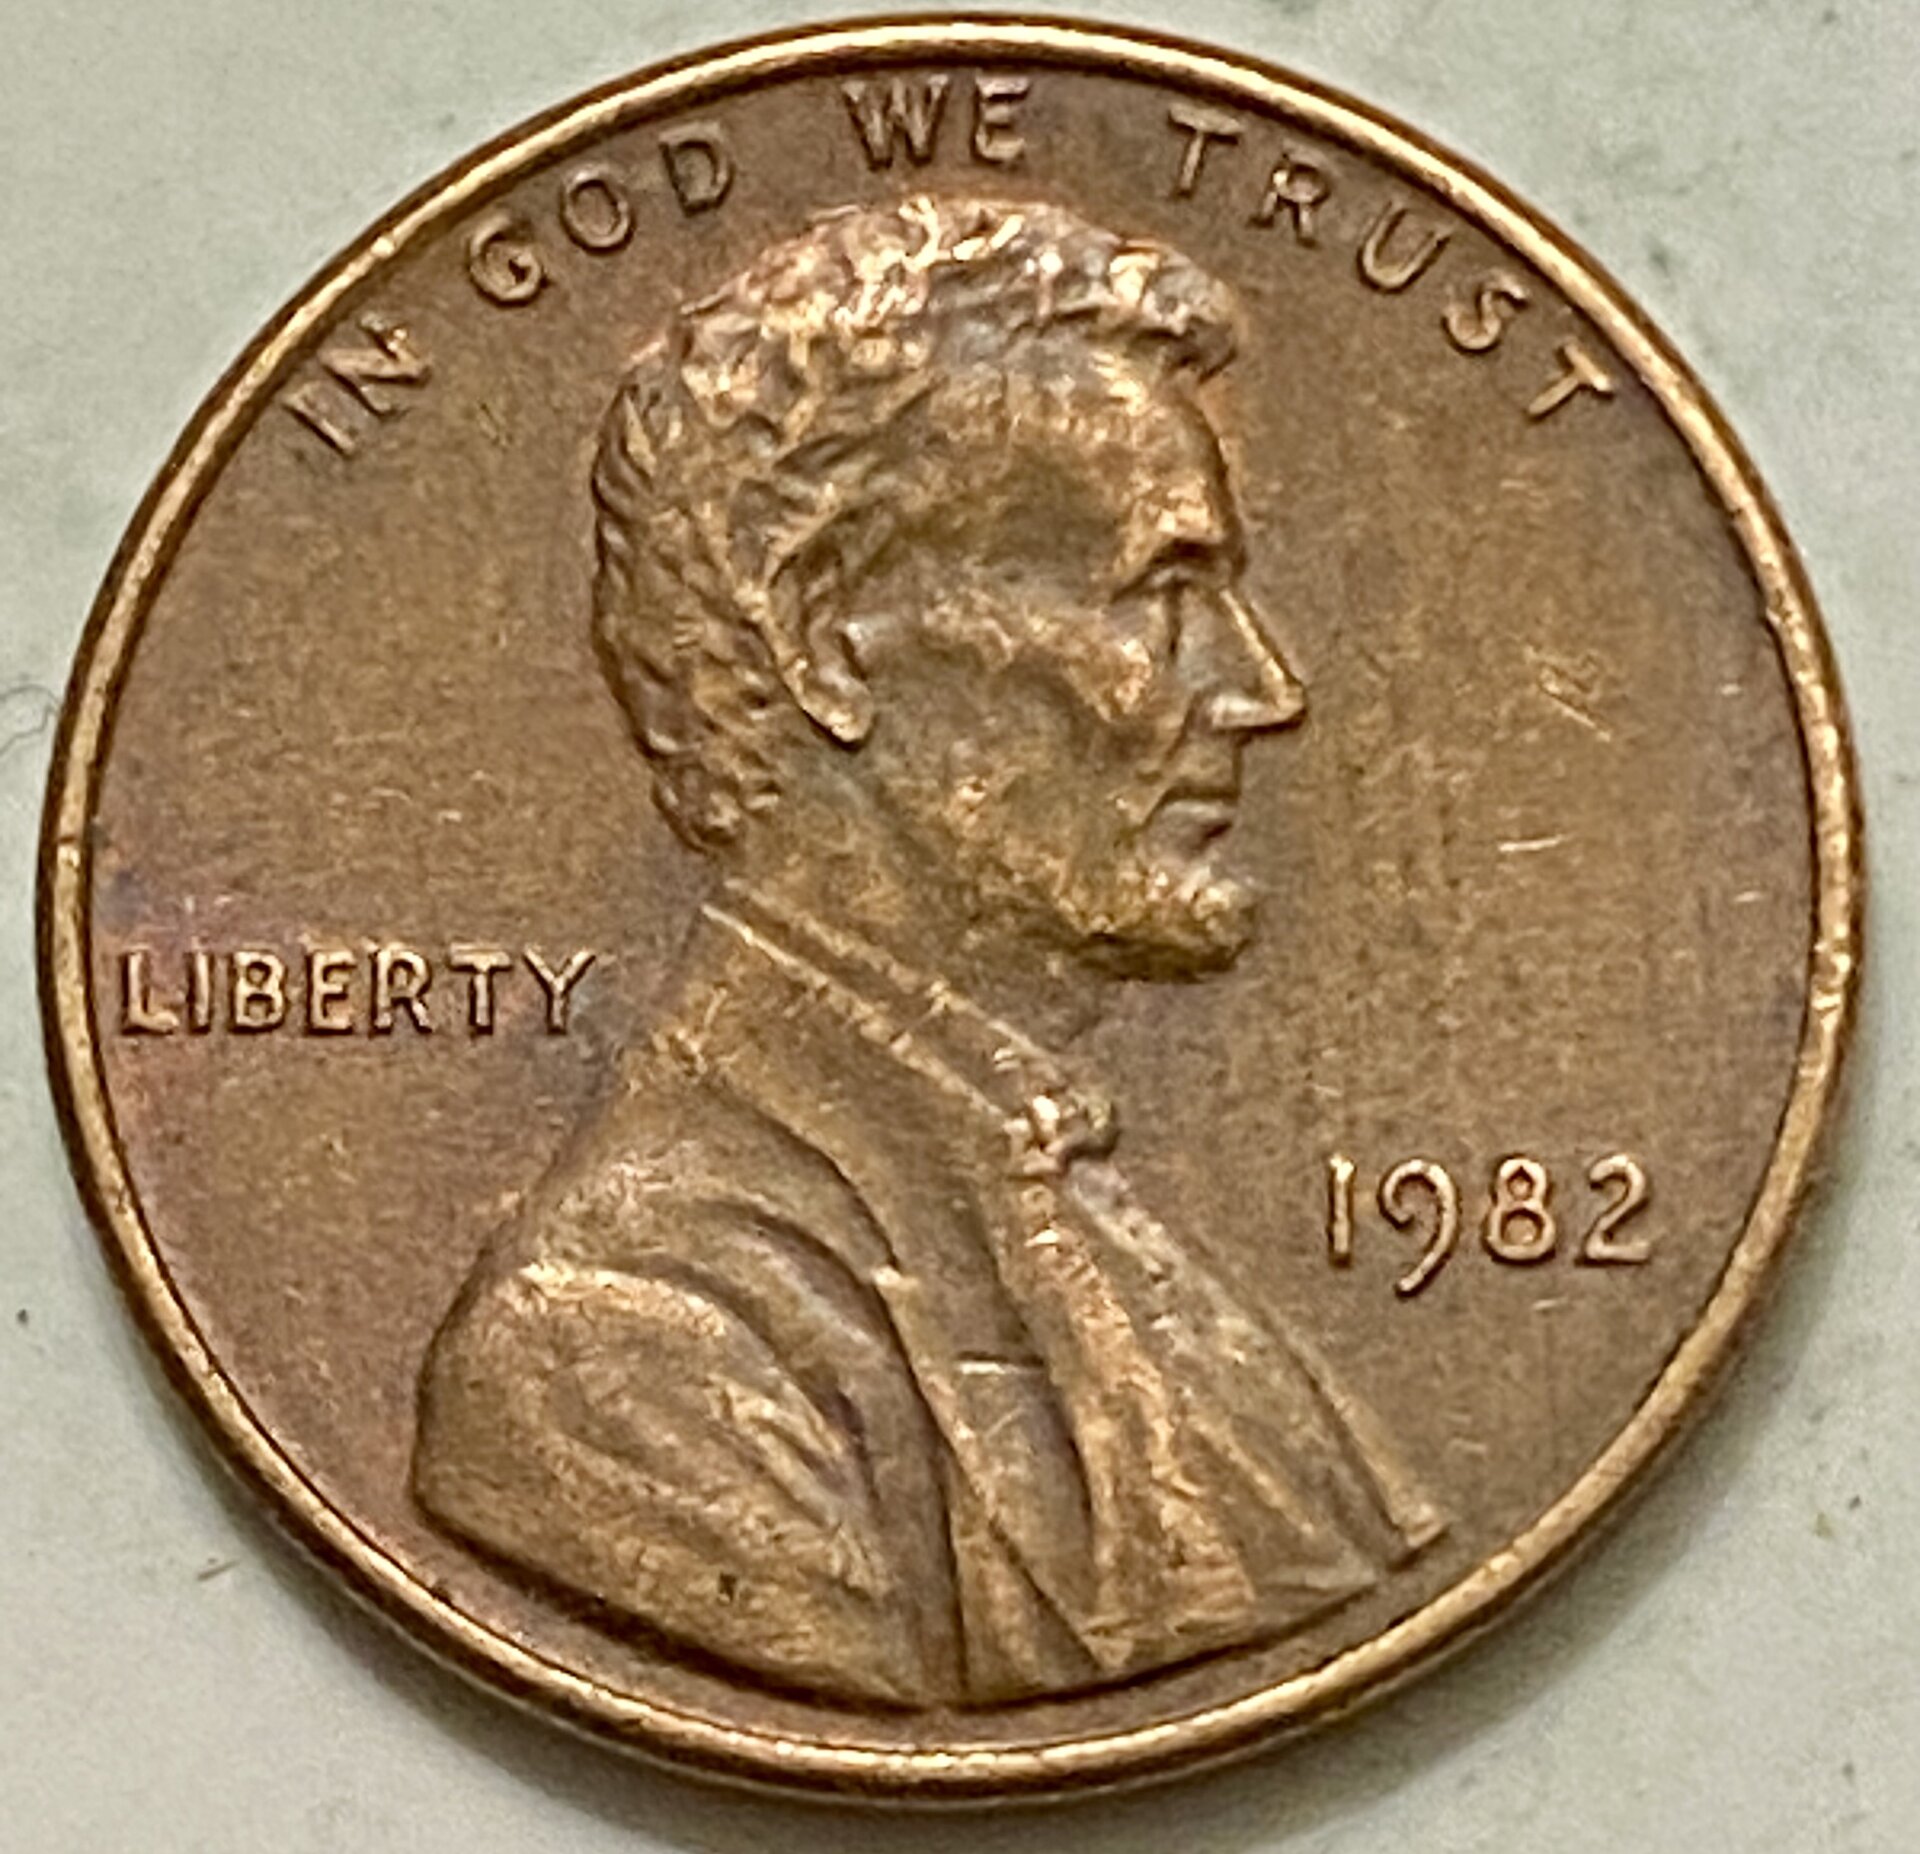 IN GOD WE TRUST
LIBERTY
1982